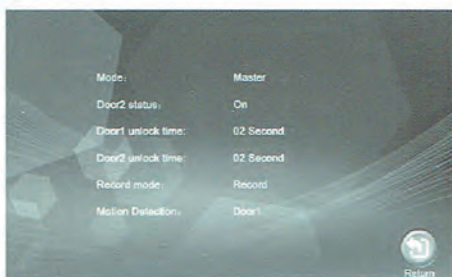 Mode: Master
Door2 status: On
Door1 unlock time: 02 Second
Door2 unlock time: 02 Second
Record mode: Record
Motion Detection: Door1
Return